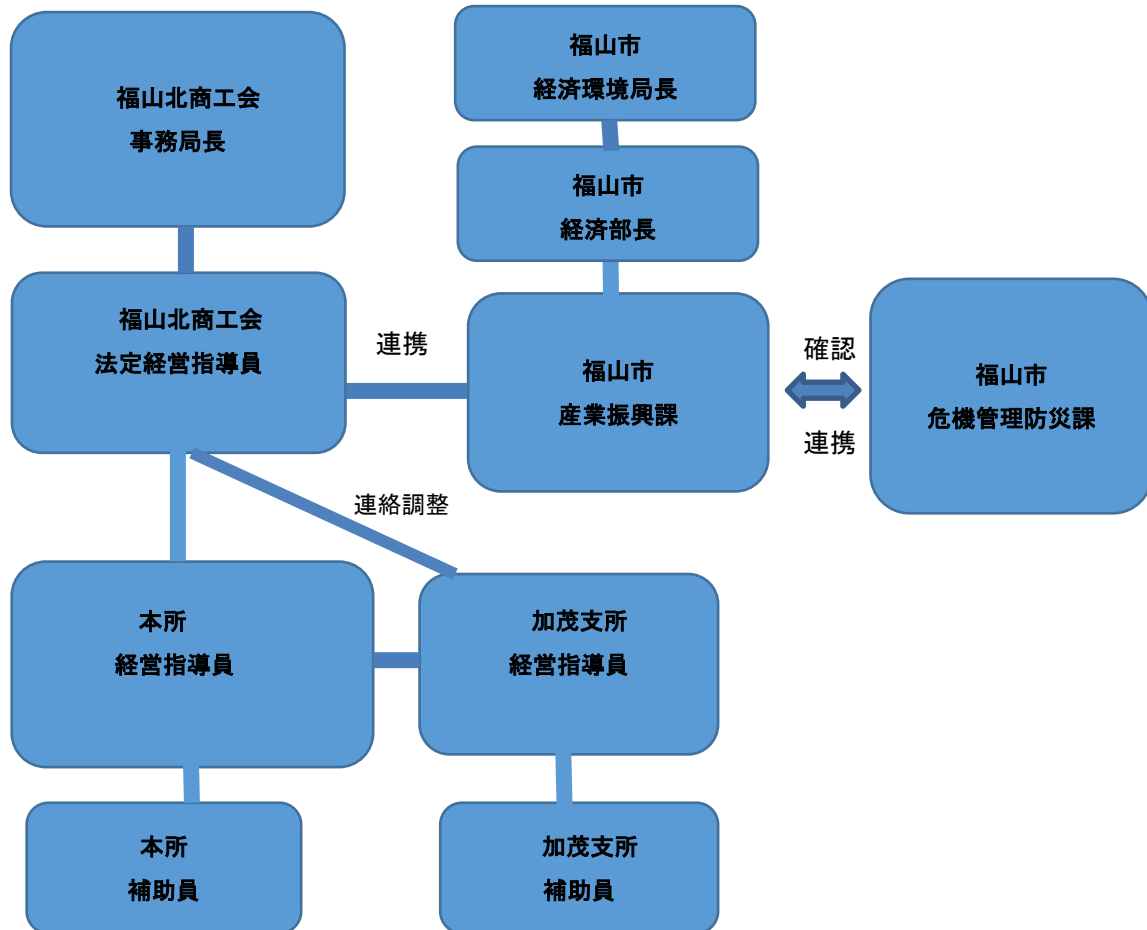 福山北商工会
事務局長
福山市
経済環境局長
福山市
経済部長
福山北商工会
法定経営指導員
連携
福山市
産業振興課
確認
連携
福山市
危機管理防災課
連絡調整
本所
経営指導員
加茂支所
経営指導員
本所
補助員
加茂支所
補助員